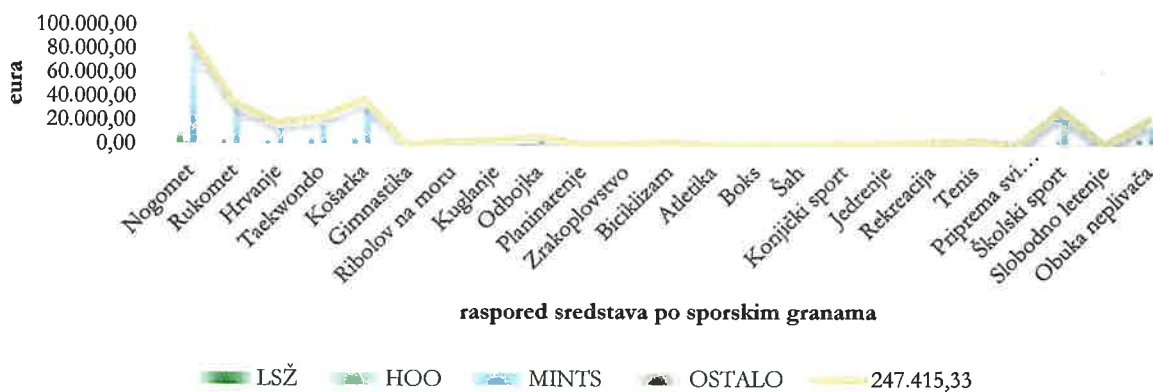 100.000,00
80.000,00
60.000,00
40.000,00
20.000,00
0,00
eura
Nogomet
Rukomet
Hrvanje
Taekwondo
Košarka
Gimnastika
Ribolov na moru
Kuglanje
Odbojka
Planinarenje
Zrakoplovstvo
Biciklizam
Atletika
Boks
Šah
Konjički sport
Jedrenje
Rekreacija
Tenis
Priprema svi…
Školski sport
Slobodno letenje
Obuka neplivača
raspored sredstava po sporskim granama
LSŽ HOO MINTS OSTALO 247.415,33